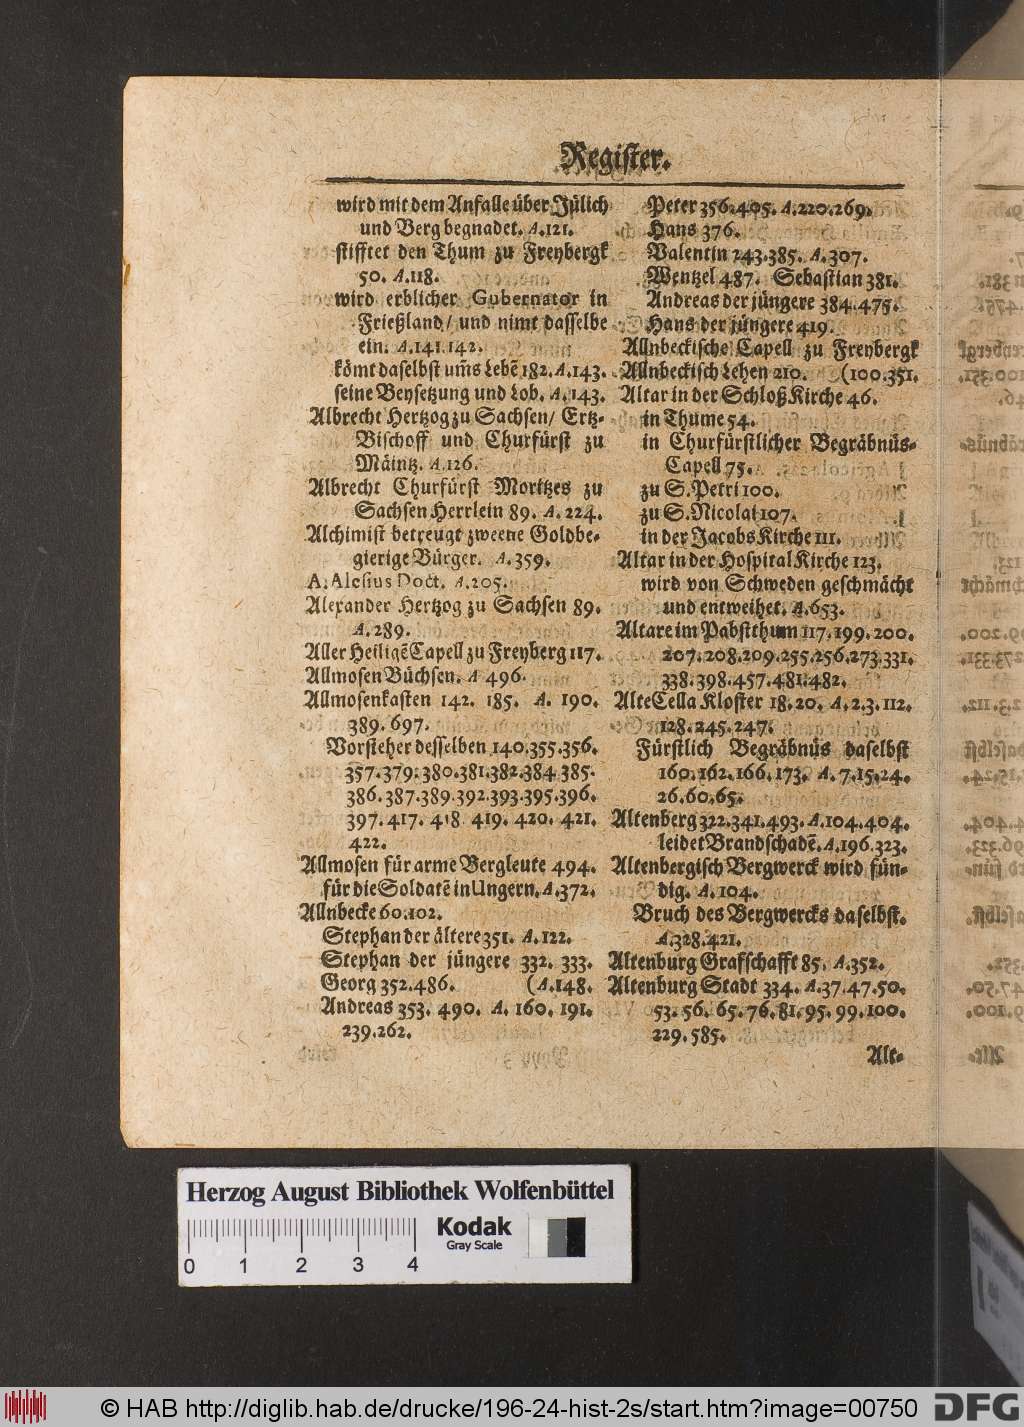 Register.
wird mit dem Anfalle über Jülich
und Berg begnadet. A.121.
stifftet den Thum zu Freybergk
50. A.118.
wird erblicher Gubernator in
Frießland/ und nimt dasselbe
ein. A.141.142.
kömt daselbst um̃s Lebẽ 182. A.143.
seine Beysetzung und Lob. A.143.
Albrecht Hertzog zu Sachsen/ Ertz-
Bischoff und Churfürst zu
Mäintz. A.126.
Albrecht Churfürst Moritzes zu
Sachsen Herrlein 89. A. 224.
Alchimist betreugt zweene Goldbe-
gierige Bürger. A.359.
A. Alesius Doct. A.205.
Alexander Hertzog zu Sachsen 89.
A.289.
Aller Heiligẽ Capell zu Freyberg 117.
Allmosen Büchsen. A 496.
Allmosenkasten 142. 185. A. 190.
389. 697.
Vorsteher desselben 140.355.356.
357.379.380.381.382.384.385.
386.387.389.392.393.395.396.
397.417. 418 419. 420. 421.
422.
Allmosen für arme Bergleute 494.
für die Soldatẽ in Ungern. A.372.
Allnbecke 60.102.
Stephan der ältere 351. A.122.
Stephan der jüngere 332. 333.
Georg 352.486. (A.148.
Andreas 353. 490. A. 160. 191.
239.262.
Peter 356.405. A.220.269.
Hans 376.
Valentin 243.385. A.307.
Wentzel 487. Sebastian 381.
Andreas der jüngere 384.475.
Hans der jüngere 419.
Allnbeckische Capell zu Freybergk
Allnbeckisch Lehen 210. (100.351.
Altar in der Schloß Kirche 46.
in Thume 54.
in Churfürstlicher Begräbnüs-
Capell 75.
zu S. Petri 100.
zu S. Nicolai 107.
in der Jacobs Kirche 111.
Altar in der Hospital Kirche 123.
wird von Schweden geschmächt
und entweihet. A.653.
Altare im Pabstthum 117.199.200.
207.208.209.255.256.273.331.
338.398.457.481.482.
Alte Cella Kloster 18.20. A.2.3.112.
128.245.247.
Fürstlich Begräbnüs daselbst
160.162.166.173. A.7.15.24.
26.60.65.
Altenberg 322.341.493. A.104.404.
leidet Brandschadẽ. A.196.323.
Altenbergisch Bergwerck wird fün-
dig. A.104.
Bruch des Bergwercks daselbst.
A.328.421.
Altenburg Grafschafft 85. A.352.
Altenburg Stadt 334. A.37.47.50.
53.56.65.76.81.95.99.100.
229.585.
Alt-
Herzog August Bibliothek Wolfenbüttel
0 1 2 3 4
Kodak
Gray Scale
© HAB http://diglib.hab.de/drucke/196-24-hist-2s/start.htm?image=00750
DFG